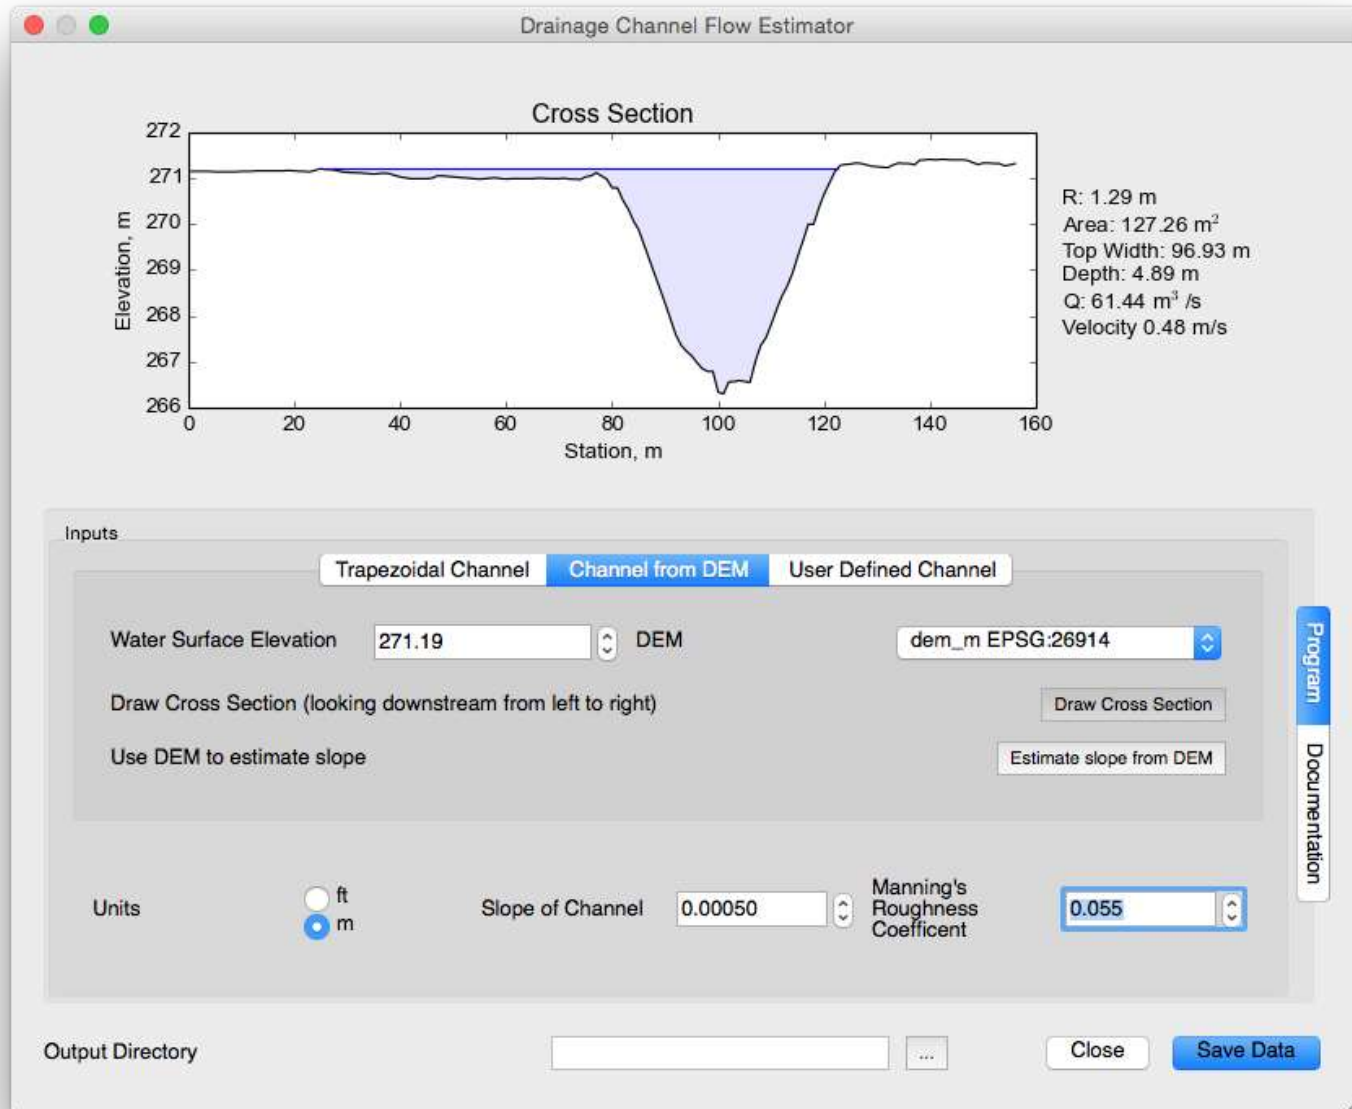 Drainage Channel Flow Estimator
Cross Section
272
271
270
269
268
267
266
Elevation, m
0 20 40 60 80 100 120 140 160
Station, m
R: 1.29 m
Area: 127.26 m²
Top Width: 96.93 m
Depth: 4.89 m
Q: 61.44 m³ /s
Velocity 0.48 m/s
Inputs
Trapezoidal Channel Channel from DEM User Defined Channel
Water Surface Elevation 271.19 DEM dem_m EPSG:26914
Draw Cross Section (looking downstream from left to right) Draw Cross Section
Use DEM to estimate slope Estimate slope from DEM
Program
Documentation
Units
ft
m
Slope of Channel 0.00050
Manning's
Roughness
Coefficent
0.055
Output Directory ... Close Save Data